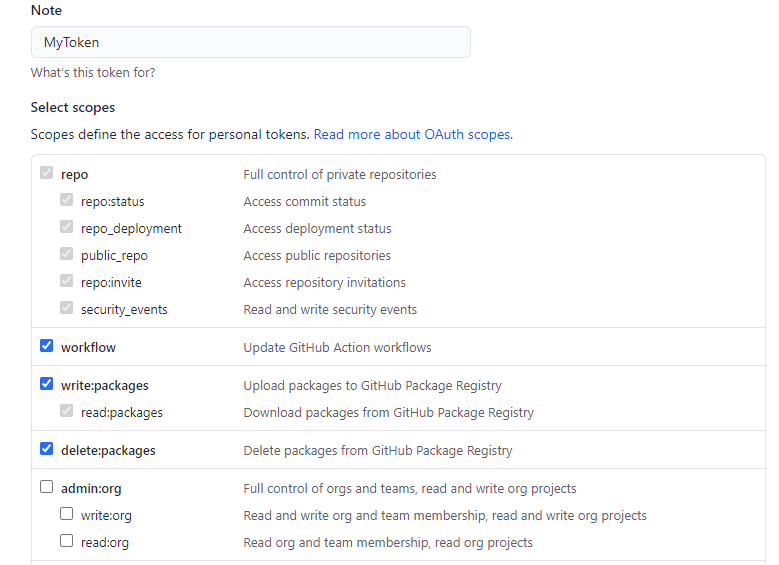 Note
MyToken
What's this token for?
Select scopes
Scopes define the access for personal tokens. Read more about OAuth scopes.
repo Full control of private repositories
repo:status Access commit status
repo_deployment Access deployment status
public_repo Access public repositories
repo:invite Access repository invitations
security_events Read and write security events
workflow Update GitHub Action workflows
write:packages Upload packages to GitHub Package Registry
read:packages Download packages from GitHub Package Registry
delete:packages Delete packages from GitHub Package Registry
admin:org Full control of orgs and teams, read and write org projects
write:org Read and write org and team membership, read and write org projects
read:org Read org and team membership, read org projects